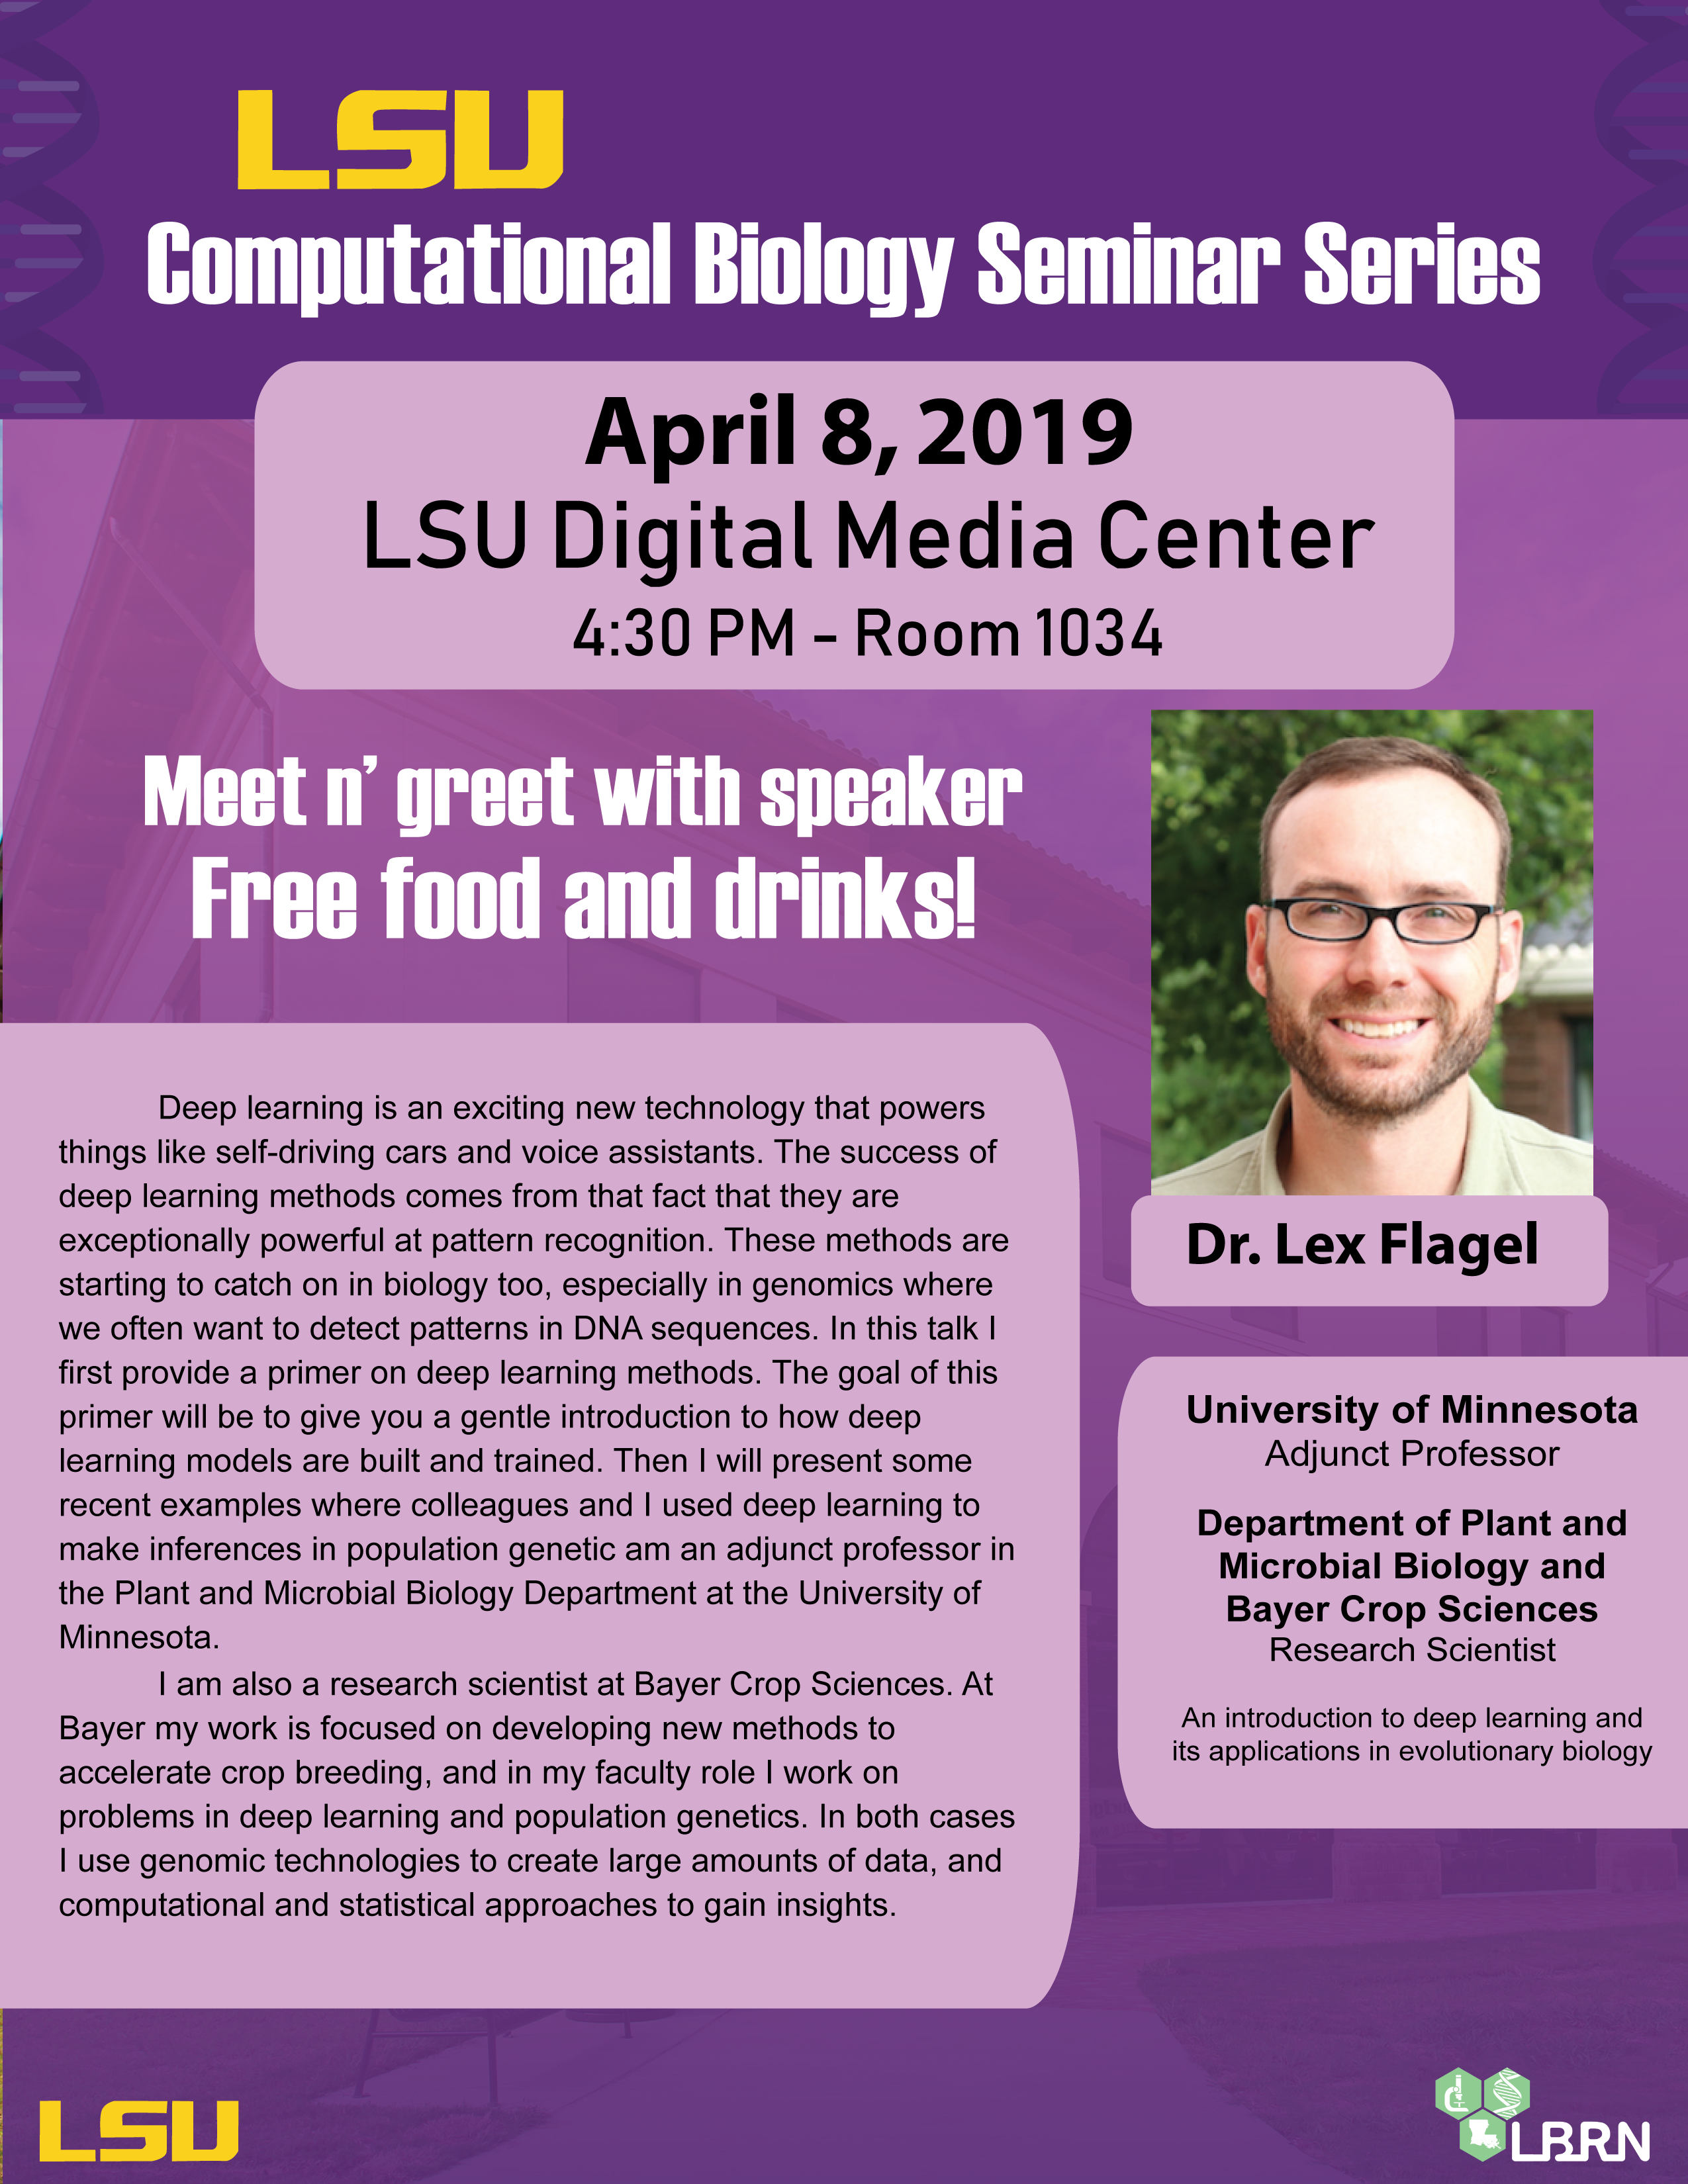 LSU
Computational Biology Seminar Series
April 8, 2019
LSU Digital Media Center
4:30 PM - Room 1034
Meet n’ greet with speaker
Free food and drinks!
Deep learning is an exciting new technology that powers
things like self-driving cars and voice assistants. The success of
deep learning methods comes from that fact that they are
exceptionally powerful at pattern recognition. These methods are
starting to catch on in biology too, especially in genomics where
we often want to detect patterns in DNA sequences. In this talk I
first provide a primer on deep learning methods. The goal of this
primer will be to give you a gentle introduction to how deep
learning models are built and trained. Then I will present some
recent examples where colleagues and I used deep learning to
make inferences in population genetic am an adjunct professor in
the Plant and Microbial Biology Department at the University of
Minnesota.
I am also a research scientist at Bayer Crop Sciences. At
Bayer my work is focused on developing new methods to
accelerate crop breeding, and in my faculty role I work on
problems in deep learning and population genetics. In both cases
I use genomic technologies to create large amounts of data, and
computational and statistical approaches to gain insights.
Dr. Lex Flagel
University of Minnesota
Adjunct Professor
Department of Plant and
Microbial Biology and
Bayer Crop Sciences
Research Scientist
An introduction to deep learning and
its applications in evolutionary biology
LSU
LBRN